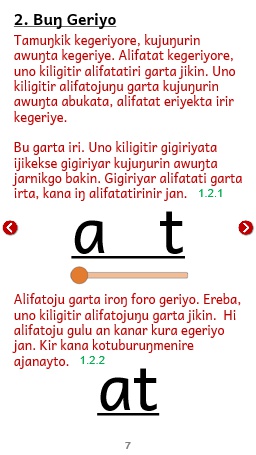 2. Buŋ Geriyo
Tamuŋkik kegeriyore, kujuŋurin
awuŋta kegeriye. Alifatat kegeriyore,
uno kiligitir alifatatiri garta jikin. Uno
kiligitir alifatojuŋu garta kujuŋurin
awuŋta abukata, alifatat eriyekta irir
kegeriye.
Bu garta iri. Uno kiligitir gigiriyata
ijikekse gigiriyar kujuŋurin awuŋta
jarnikgo bakin. Gigiriyar alifatati garta
irta, kana iŋ alifatatirinir jan. 1.2.1
a t
Alifatoju garta iroŋ foro geriyo. Ereba,
uno kiligitir alifatojuŋu garta jikin. Hi
alifatoju gulu an kanar kura egeriyo
jan. Kir kana kotuburuŋmenire
ajanayto. 1.2.2
at
7